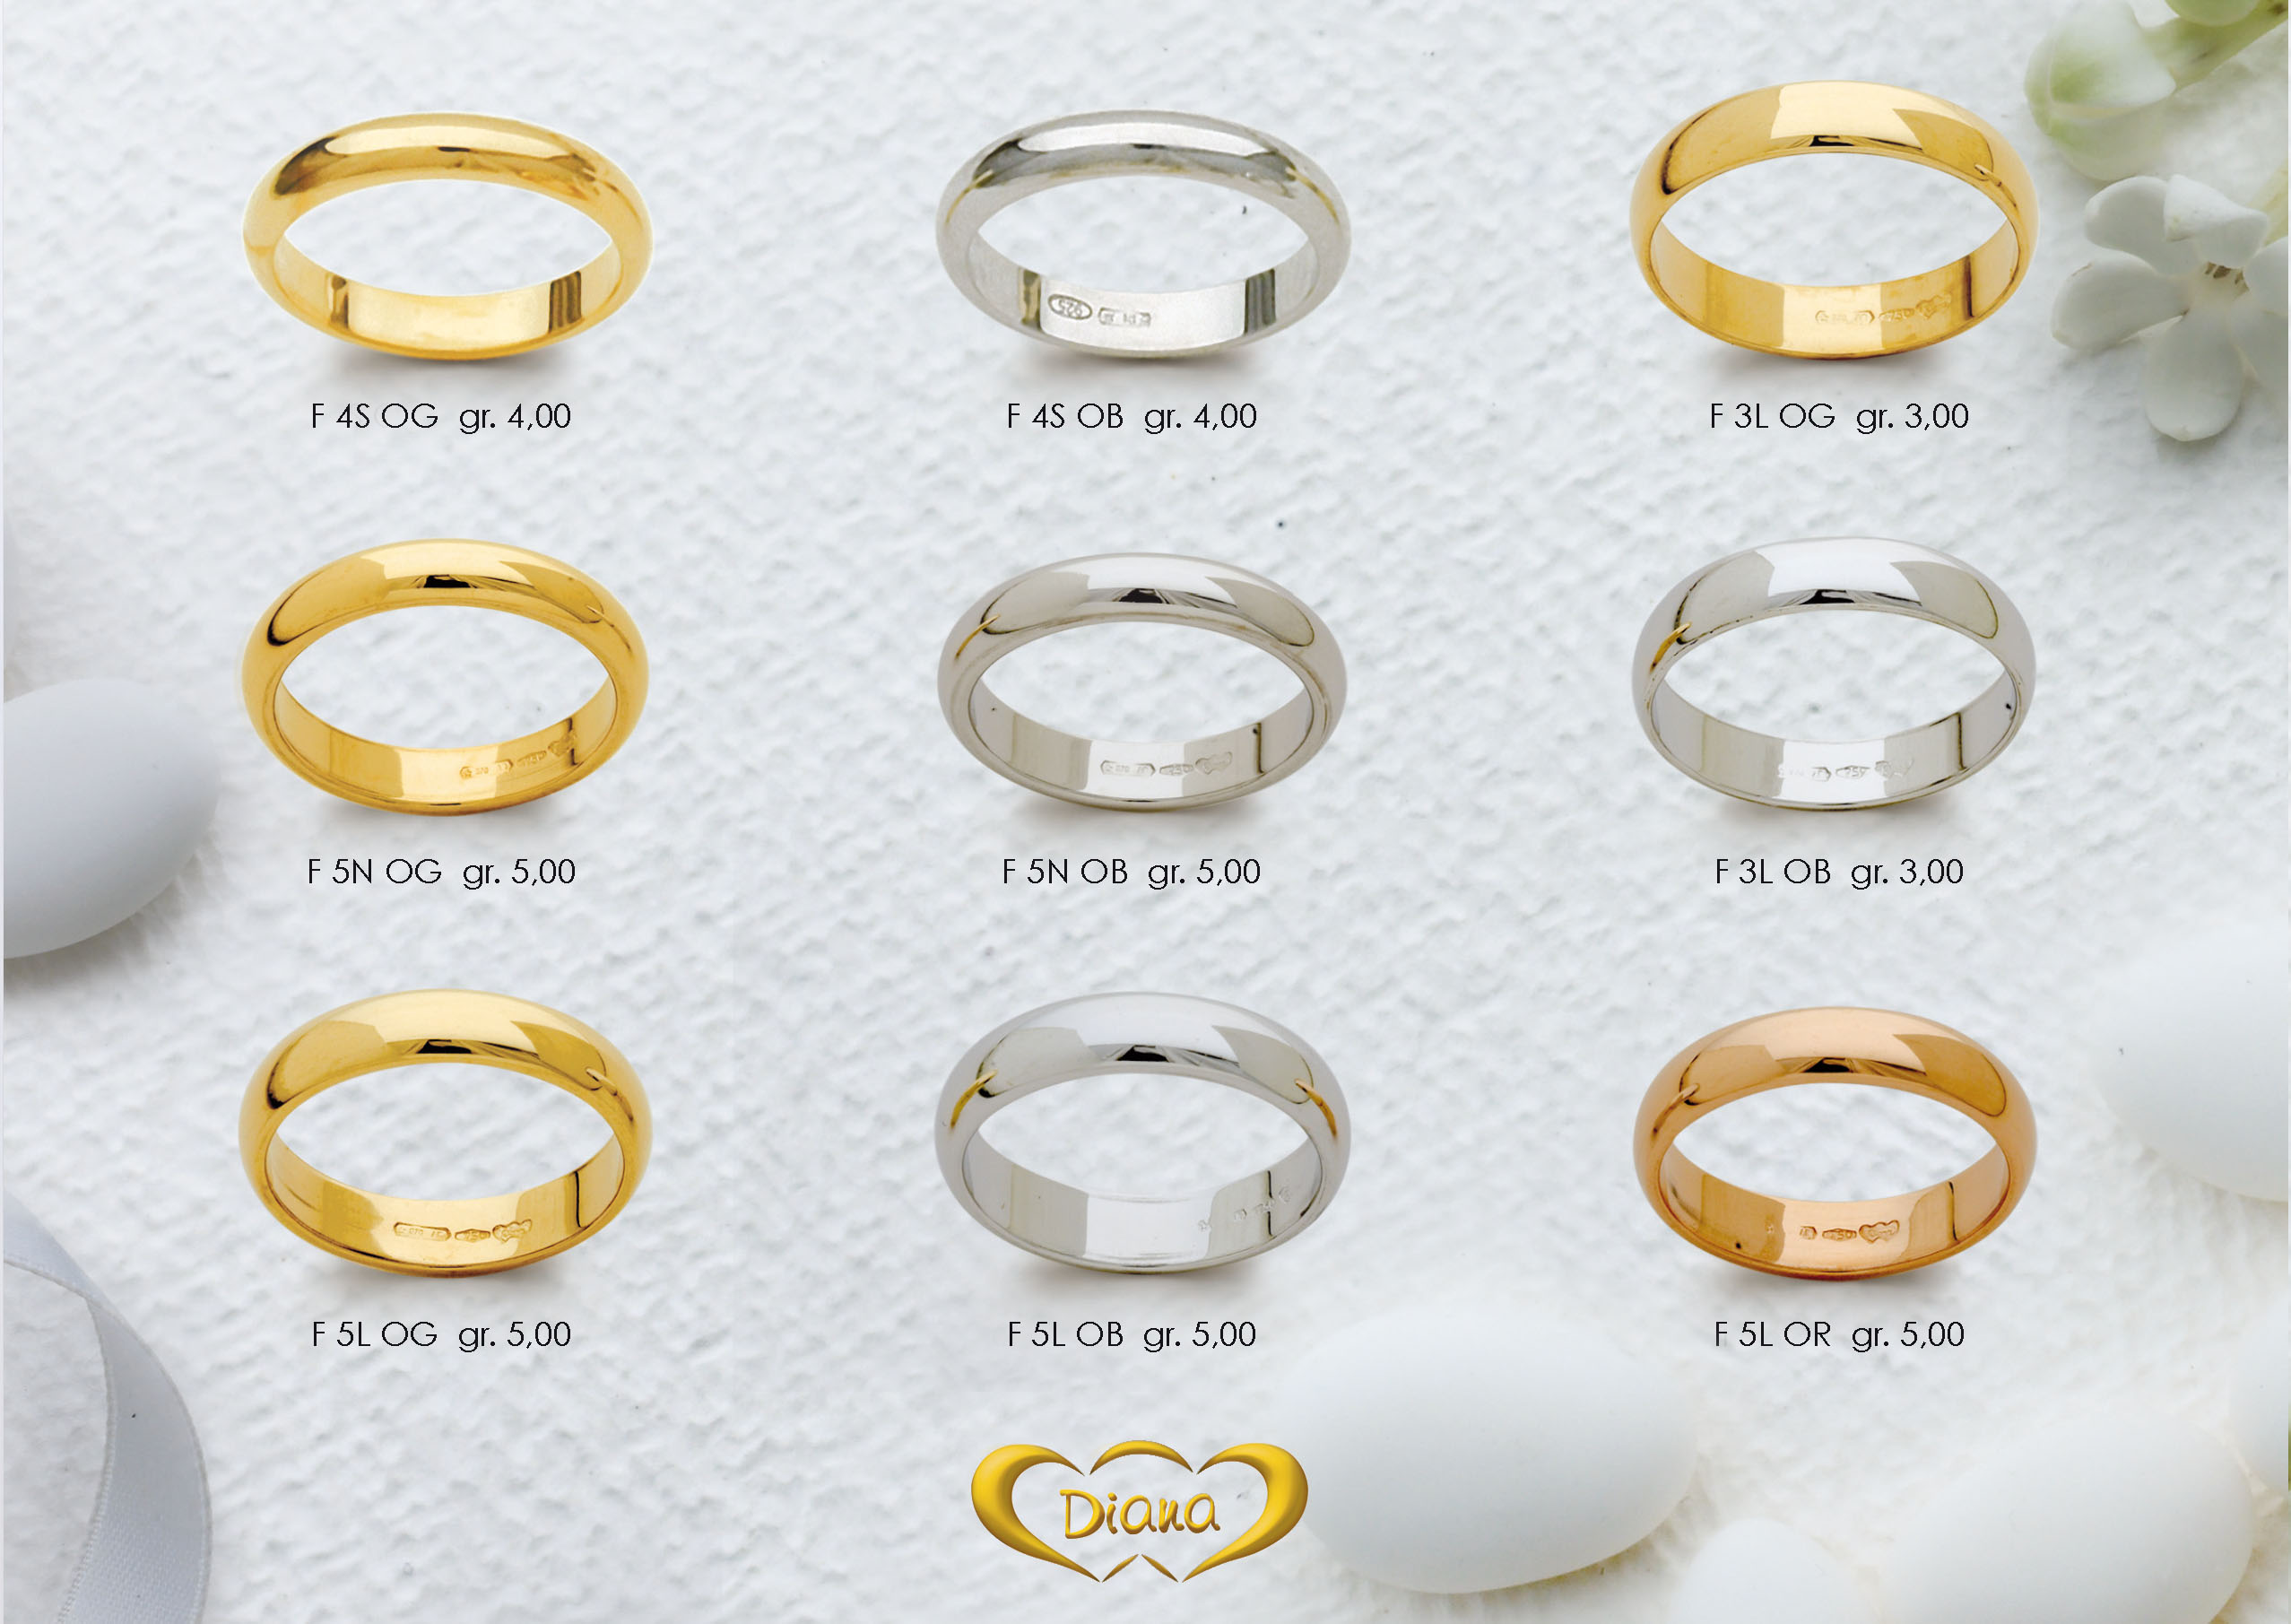 F 4S OG gr. 4,00
F 4S OB gr. 4,00
F 3L OG gr. 3,00
F 5N OG gr. 5,00
F 5N OB gr. 5,00
F 3L OB gr. 3,00
F 5L OG gr. 5,00
F 5L OB gr. 5,00
F 5L OR gr. 5,00
Diana